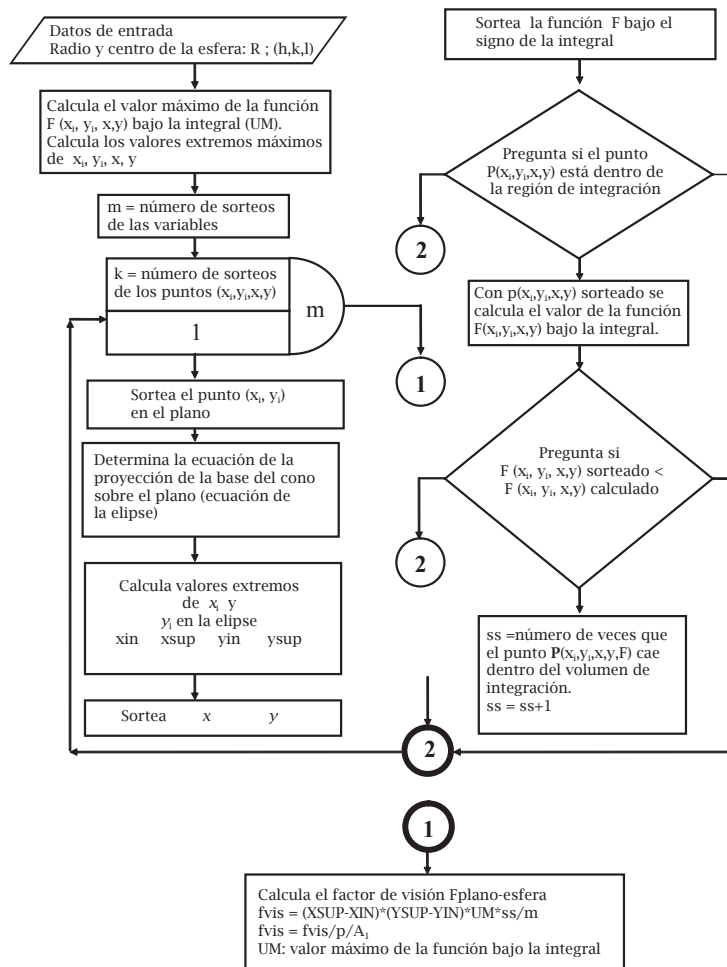 Datos de entrada
Radio y centro de la esfera: R ; (h,k,l)
Calcula el valor máximo de la función
F (xᵢ, yᵢ, x,y) bajo la integral (UM).
Calcula los valores extremos máximos
de xᵢ, yᵢ, x, y
m = número de sorteos
de las variables
k = número de sorteos
de los puntos (xᵢ,yᵢ,x,y)
m
1
1
Sortea el punto (xᵢ, yᵢ)
en el plano
Determina la ecuación de la
proyección de la base del cono
sobre el plano (ecuación de
la elipse)
Calcula valores extremos
de xᵢ y
yᵢ en la elipse
xin xsup yin ysup
Sortea x y
Sortea la función F bajo el
signo de la integral
Pregunta si el punto
P(xᵢ,yᵢ,x,y) está dentro de
la región de integración
2
Con p(xᵢ,yᵢ,x,y) sorteado se
calcula el valor de la función
F(xᵢ,yᵢ,x,y) bajo la integral.
Pregunta si
F (xᵢ, yᵢ, x,y) sorteado <
F (xᵢ, yᵢ, x,y) calculado
2
ss =número de veces que
el punto P(xᵢ,yᵢ,x,y,F) cae
dentro del volumen de
integración.
ss = ss+1
2
1
Calcula el factor de visión Fplano-esfera
fvis = (XSUP-XIN)*(YSUP-YIN)*UM*ss/m
fvis = fvis/p/A₁
UM: valor máximo de la función bajo la integral